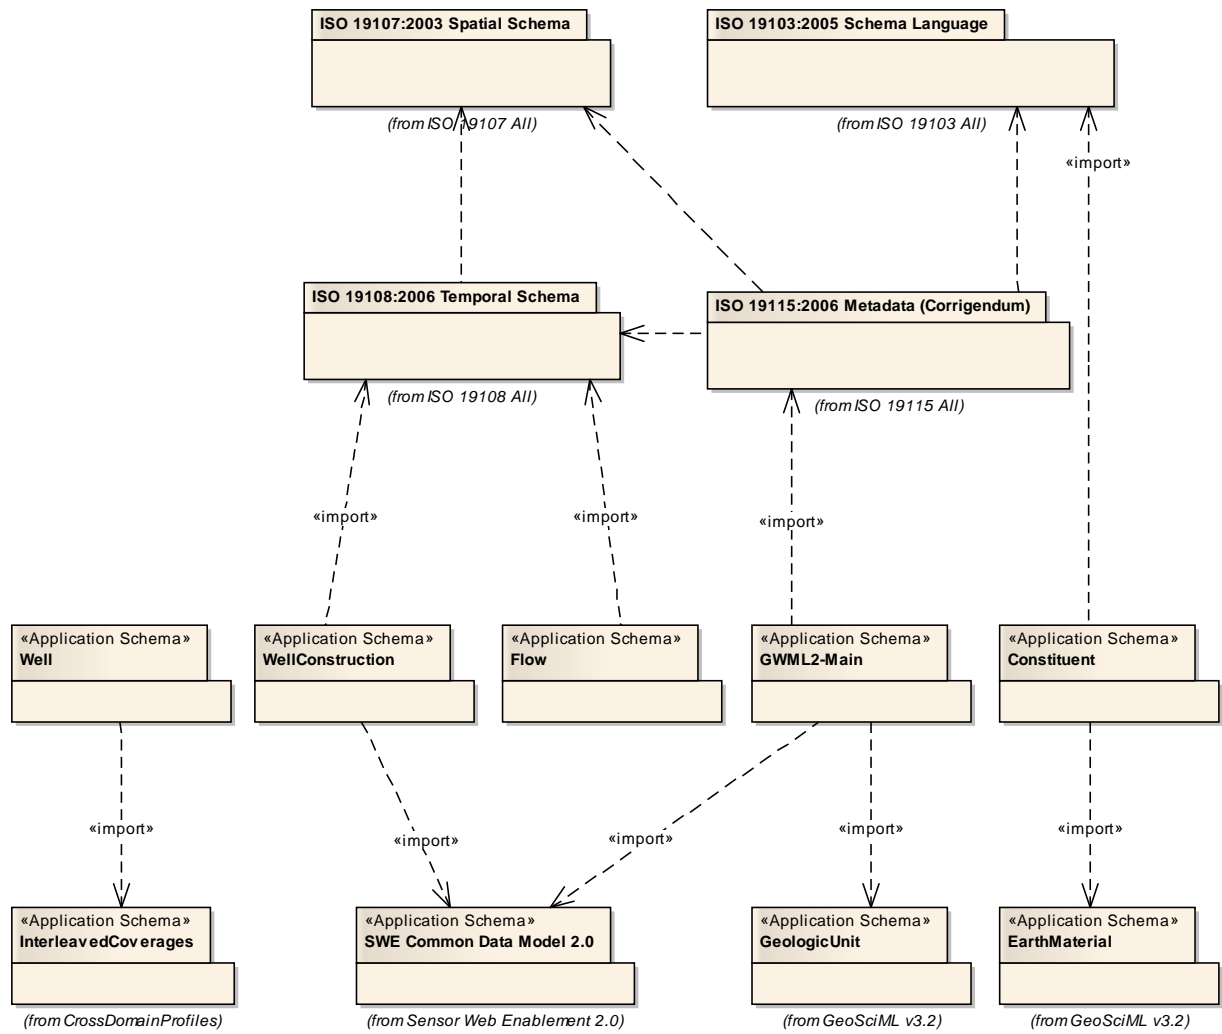 ISO 19107:2003 Spatial Schema
ISO 19103:2005 Schema Language
(from ISO 19107 All)
(from ISO 19103 All)
«import»
ISO 19108:2006 Temporal Schema
ISO 19115:2006 Metadata (Corrigendum)
(from ISO 19108 All)
(from ISO 19115 All)
«import»
«import»
«import»
«Application Schema»
Well
«Application Schema»
WellConstruction
«Application Schema»
Flow
«Application Schema»
GWML2-Main
«Application Schema»
Constituent
«import»
«import»
«import»
«import»
«import»
«Application Schema»
InterleavedCoverages
«Application Schema»
SWE Common Data Model 2.0
«Application Schema»
GeologicUnit
«Application Schema»
EarthMaterial
(from CrossDomainProfiles)
(from Sensor Web Enablement 2.0)
(from GeoSciML v3.2)
(from GeoSciML v3.2)